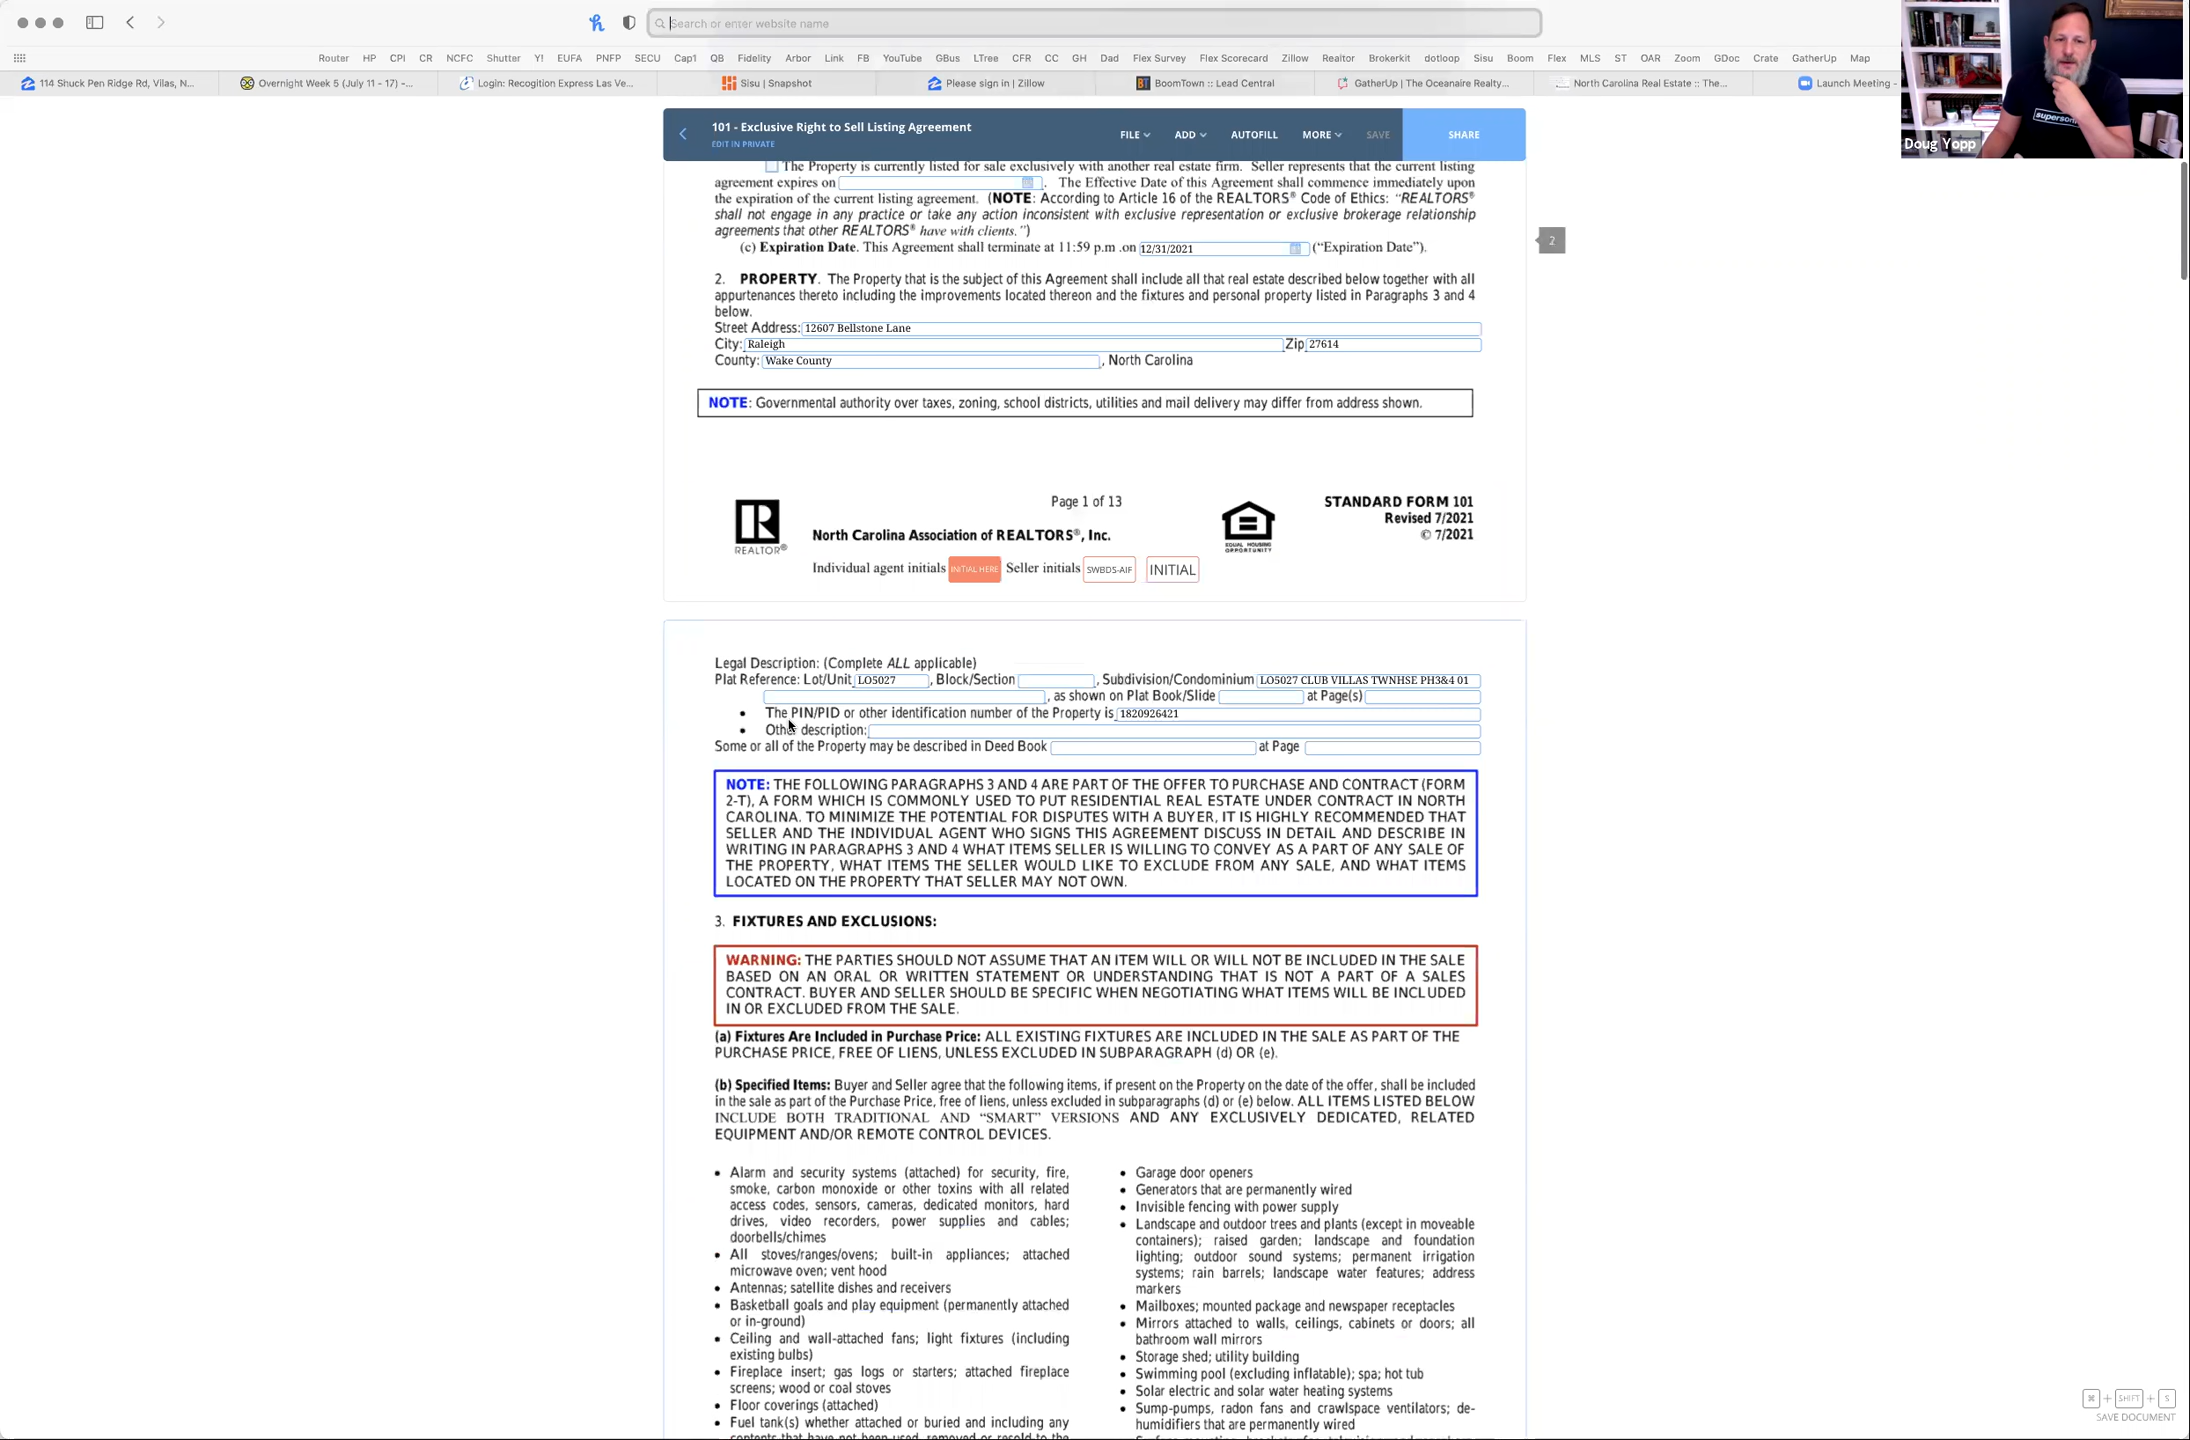 Search or enter website name
Router HP CPI CR NCFC Shutter Y! EUFA PNFP SECU Cap1 QB Fidelity Arbor Link FB YouTube GBus LTree CFR CC GH Dad Flex Survey Flex Scorecard Zillow Realtor Brokerkit dotloop Sisu Boom Flex MLS ST OAR Zoom GDoc Crate GatherUp Map
114 Shuck Pen Ridge Rd, Vilas, N... Overnight Week 5 (July 11 - 17) -... Login: Recogition Express Las Ve... Sisu | Snapshot Please sign in | Zillow BoomTown :: Lead Central GatherUp | The Oceanaire Realty... North Carolina Real Estate :: The... Launch Meeting -
Doug Yopp
101 - Exclusive Right to Sell Listing Agreement
EDIT IN PRIVATE
FILE ADD AUTOFILL MORE SAVE SHARE
The Property is currently listed for sale exclusively with another real estate firm. Seller represents that the current listing
agreement expires on . The Effective Date of this Agreement shall commence immediately upon
the expiration of the current listing agreement. (NOTE: According to Article 16 of the REALTORS® Code of Ethics: “REALTORS®
shall not engage in any practice or take any action inconsistent with exclusive representation or exclusive brokerage relationship
agreements that other REALTORS® have with clients.”)
(c) Expiration Date. This Agreement shall terminate at 11:59 p.m .on 12/31/2021 (“Expiration Date”).
2
2. PROPERTY. The Property that is the subject of this Agreement shall include all that real estate described below together with all
appurtenances thereto including the improvements located thereon and the fixtures and personal property listed in Paragraphs 3 and 4
below.
Street Address: 12607 Bellstone Lane
City: Raleigh Zip 27614
County: Wake County , North Carolina
NOTE: Governmental authority over taxes, zoning, school districts, utilities and mail delivery may differ from address shown.
Page 1 of 13
STANDARD FORM 101
Revised 7/2021
© 7/2021
North Carolina Association of REALTORS®, Inc.
REALTOR®
EQUAL HOUSING
OPPORTUNITY
Individual agent initials INITIAL HERE Seller initials SWBDS-AIF INITIAL
Legal Description: (Complete ALL applicable)
Plat Reference: Lot/Unit LO5027 , Block/Section , Subdivision/Condominium LO5027 CLUB VILLAS TWNHSE PH3&4 01
, as shown on Plat Book/Slide at Page(s)
• The PIN/PID or other identification number of the Property is 1820926421
• Other description:
Some or all of the Property may be described in Deed Book at Page
NOTE: THE FOLLOWING PARAGRAPHS 3 AND 4 ARE PART OF THE OFFER TO PURCHASE AND CONTRACT (FORM
2-T), A FORM WHICH IS COMMONLY USED TO PUT RESIDENTIAL REAL ESTATE UNDER CONTRACT IN NORTH
CAROLINA. TO MINIMIZE THE POTENTIAL FOR DISPUTES WITH A BUYER, IT IS HIGHLY RECOMMENDED THAT
SELLER AND THE INDIVIDUAL AGENT WHO SIGNS THIS AGREEMENT DISCUSS IN DETAIL AND DESCRIBE IN
WRITING IN PARAGRAPHS 3 AND 4 WHAT ITEMS SELLER IS WILLING TO CONVEY AS A PART OF ANY SALE OF
THE PROPERTY, WHAT ITEMS THE SELLER WOULD LIKE TO EXCLUDE FROM ANY SALE, AND WHAT ITEMS
LOCATED ON THE PROPERTY THAT SELLER MAY NOT OWN.
3. FIXTURES AND EXCLUSIONS:
WARNING: THE PARTIES SHOULD NOT ASSUME THAT AN ITEM WILL OR WILL NOT BE INCLUDED IN THE SALE
BASED ON AN ORAL OR WRITTEN STATEMENT OR UNDERSTANDING THAT IS NOT A PART OF A SALES
CONTRACT. BUYER AND SELLER SHOULD BE SPECIFIC WHEN NEGOTIATING WHAT ITEMS WILL BE INCLUDED
IN OR EXCLUDED FROM THE SALE.
(a) Fixtures Are Included in Purchase Price: ALL EXISTING FIXTURES ARE INCLUDED IN THE SALE AS PART OF THE
PURCHASE PRICE, FREE OF LIENS, UNLESS EXCLUDED IN SUBPARAGRAPH (d) OR (e).
(b) Specified Items: Buyer and Seller agree that the following items, if present on the Property on the date of the offer, shall be included
in the sale as part of the Purchase Price, free of liens, unless excluded in subparagraphs (d) or (e) below. ALL ITEMS LISTED BELOW
INCLUDE BOTH TRADITIONAL AND “SMART” VERSIONS AND ANY EXCLUSIVELY DEDICATED, RELATED
EQUIPMENT AND/OR REMOTE CONTROL DEVICES.
• Alarm and security systems (attached) for security, fire,
smoke, carbon monoxide or other toxins with all related
access codes, sensors, cameras, dedicated monitors, hard
drives, video recorders, power supplies and cables;
doorbells/chimes
• All stoves/ranges/ovens; built-in appliances; attached
microwave oven; vent hood
• Antennas; satellite dishes and receivers
• Basketball goals and play equipment (permanently attached
or in-ground)
• Ceiling and wall-attached fans; light fixtures (including
existing bulbs)
• Fireplace insert; gas logs or starters; attached fireplace
screens; wood or coal stoves
• Floor coverings (attached)
• Fuel tank(s) whether attached or buried and including any
• Garage door openers
• Generators that are permanently wired
• Invisible fencing with power supply
• Landscape and outdoor trees and plants (except in moveable
containers); raised garden; landscape and foundation
lighting; outdoor sound systems; permanent irrigation
systems; rain barrels; landscape water features; address
markers
• Mailboxes; mounted package and newspaper receptacles
• Mirrors attached to walls, ceilings, cabinets or doors; all
bathroom wall mirrors
• Storage shed; utility building
• Swimming pool (excluding inflatable); spa; hot tub
• Solar electric and solar water heating systems
• Sump-pumps, radon fans and crawlspace ventilators; de-
humidifiers that are permanently wired
⌘ + SHIFT + S
SAVE DOCUMENT